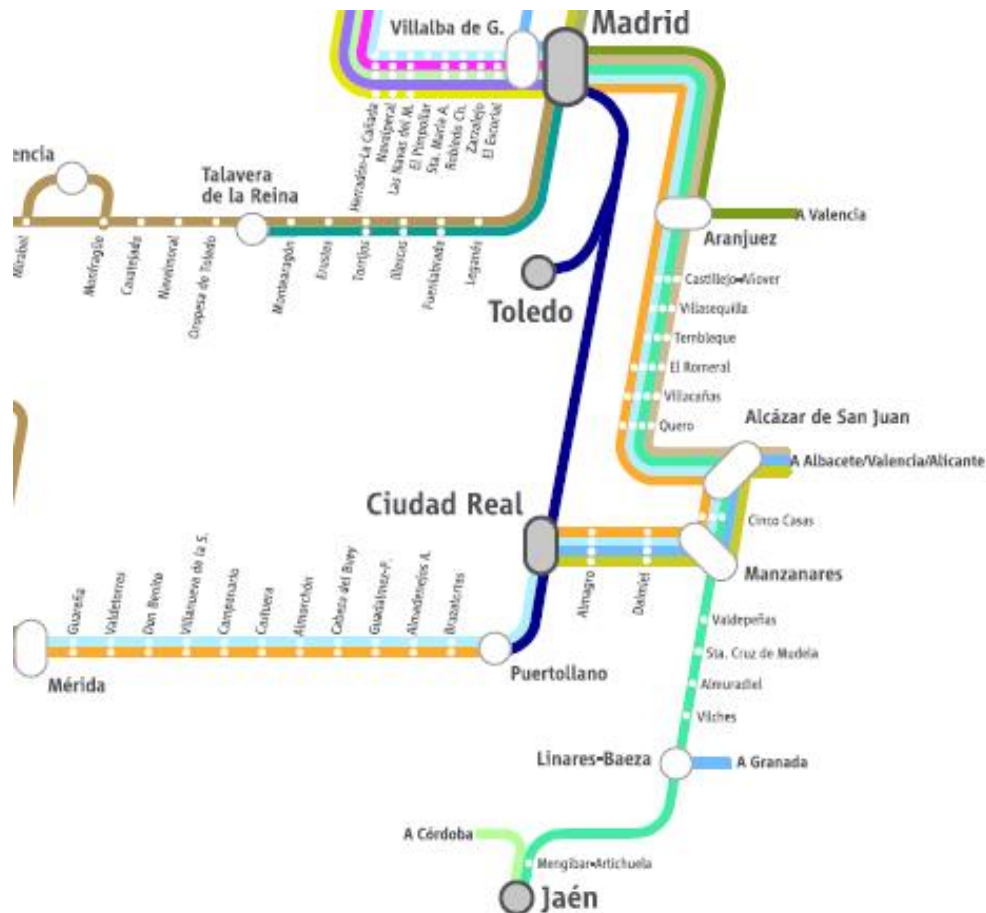 Villalba de G.
Madrid
Herradón-La Cañada
Navalperal
Las Navas del M.
El Pimpollar
Sta. María A.
Robledo Ch.
Zarzalejo
El Escorial
encia
Talavera
de la Reina
Mirabel
Monfragüe
Casatejada
Navalmoral
Oropesa de Toledo
Montearagón
Erustes
Torrijos
Illescas
Fuenlabrada
Leganés
Toledo
A Valencia
Aranjuez
Castillejo-Añover
Villasequilla
Tembleque
El Romeral
Villacañas
Quero
Alcázar de San Juan
A Albacete/Valencia/Alicante
Cinco Casas
Ciudad Real
Almagro
Daimiel
Manzanares
Guareña
Valdetorres
Don Benito
Villanueva de la S.
Campanario
Castuera
Almorchón
Cabeza del Buey
Guadalmez-P.
Almadenejos A.
Brazatortas
Mérida
Puertollano
Valdepeñas
Sta. Cruz de Mudela
Almuradiel
Vilches
Linares-Baeza
A Granada
A Córdoba
Mengibar-Artichuela
Jaén